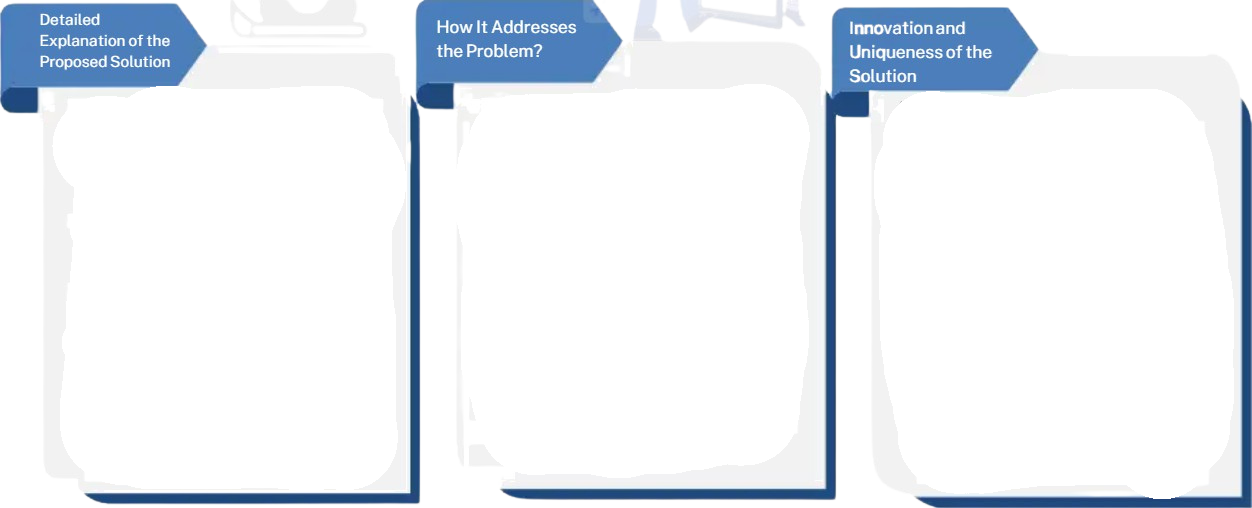 Detailed
Explanation of the
Proposed Solution
How It Addresses
the Problem?
Innovation and
Uniqueness of the
Solution